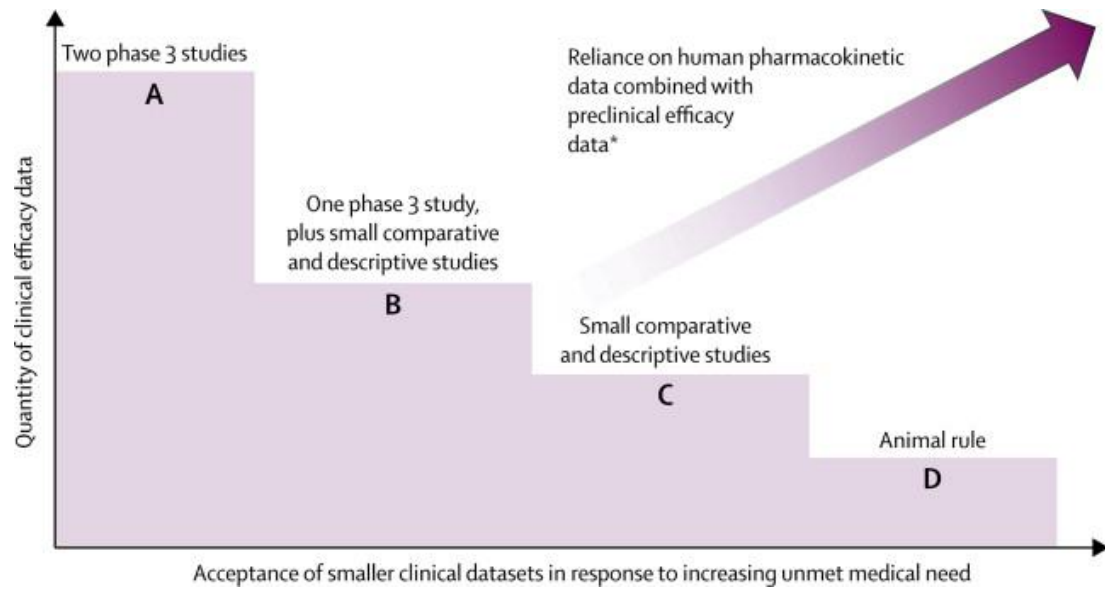 Two phase 3 studies
A
Reliance on human pharmacokinetic
data combined with
preclinical efficacy
data*
One phase 3 study,
plus small comparative
and descriptive studies
B
Small comparative
and descriptive studies
C
Animal rule
D
Quantity of clinical efficacy data
Acceptance of smaller clinical datasets in response to increasing unmet medical need